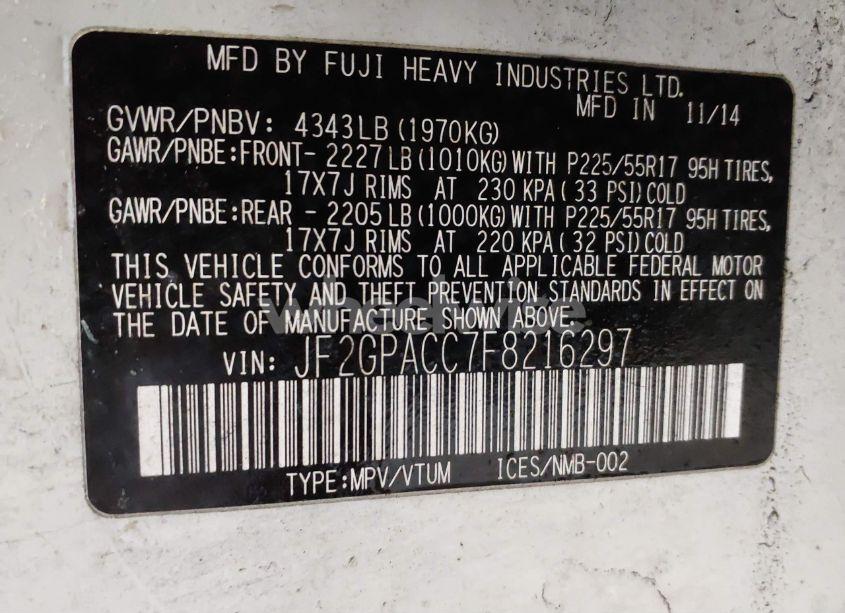 MFD BY FUJI HEAVY INDUSTRIES LTD.
MFD IN 11/14
GVWR/PNBV: 4343LB (1970KG)
GAWR/PNBE:FRONT- 2227 LB (1010KG) WITH P225/55R17 95H TIRES,
17X7J RIMS AT 230 KPA ( 33 PSI) COLD
GAWR/PNBE:REAR - 2205 LB (1000KG) WITH P225/55R17 95H TIRES,
17X7J RIMS AT 220 KPA ( 32 PSI) COLD
THIS VEHICLE CONFORMS TO ALL APPLICABLE FEDERAL MOTOR
VEHICLE SAFETY AND THEFT PREVENTION STANDARDS IN EFFECT ON
THE DATE OF MANUFACTURE SHOWN ABOVE.
VIN: JF2GPACC7F8216297
TYPE:MPV/VTUM ICES/NMB-002